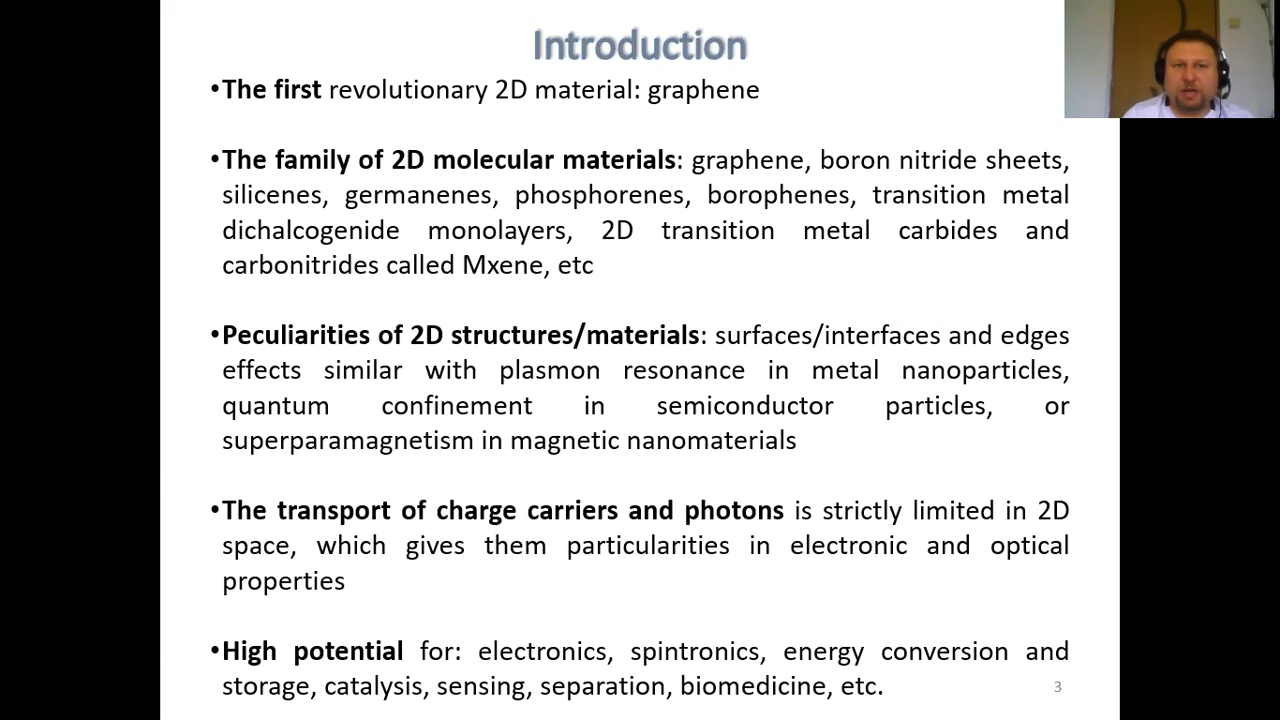 Introduction
•The first revolutionary 2D material: graphene
•The family of 2D molecular materials: graphene, boron nitride sheets,
silicenes, germanenes, phosphorenes, borophenes, transition metal
dichalcogenide monolayers, 2D transition metal carbides and
carbonitrides called Mxene, etc
•Peculiarities of 2D structures/materials: surfaces/interfaces and edges
effects similar with plasmon resonance in metal nanoparticles,
quantum confinement in semiconductor particles, or
superparamagnetism in magnetic nanomaterials
•The transport of charge carriers and photons is strictly limited in 2D
space, which gives them particularities in electronic and optical
properties
•High potential for: electronics, spintronics, energy conversion and
storage, catalysis, sensing, separation, biomedicine, etc.
3